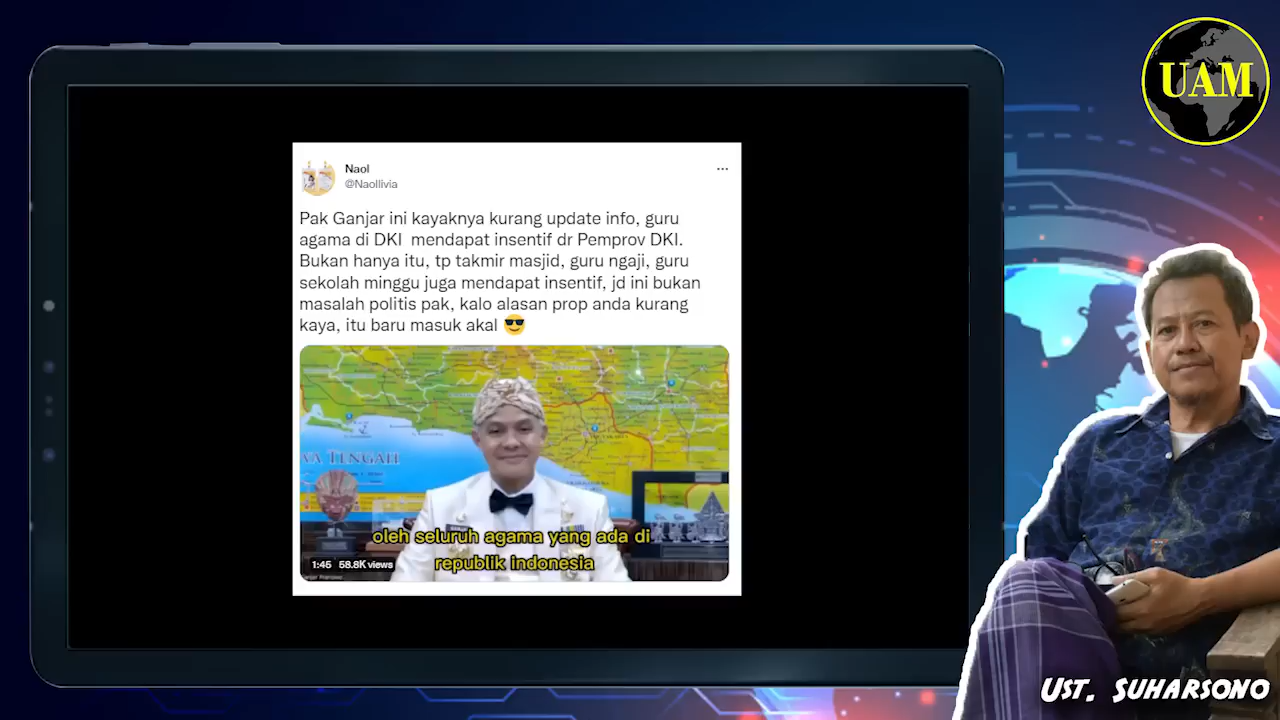 UAM
Naol
@Naollivia
Pak Ganjar ini kayaknya kurang update info, guru
agama di DKI mendapat insentif dr Pemprov DKI.
Bukan hanya itu, tp takmir masjid, guru ngaji, guru
sekolah minggu juga mendapat insentif, jd ini bukan
masalah politis pak, kalo alasan prop anda kurang
kaya, itu baru masuk akal 😎
VA TENGAH
oleh seluruh agama yang ada di
republik indonesia
1:45 58.8K views
UST. SUHARSONO